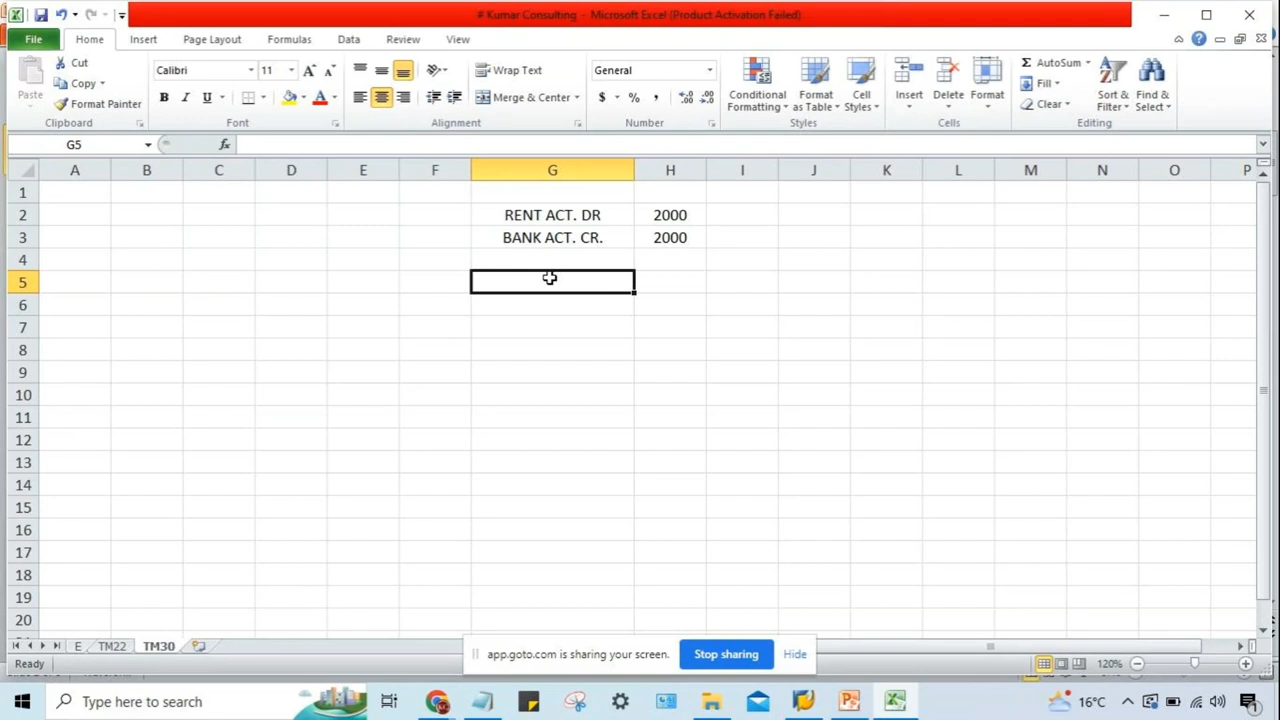 # Kumar Consulting - Microsoft Excel (Product Activation Failed)
File Home Insert Page Layout Formulas Data Review View
Paste
Cut
Copy
Format Painter
Clipboard
Calibri 11
B I U
Font
Wrap Text
Merge & Center
Alignment
General
$ % ,
Number
Conditional Formatting
Format as Table
Cell Styles
Styles
Insert Delete Format
Cells
Σ AutoSum
Fill
Clear
Sort & Filter
Find & Select
Editing
G5 fx
A B C D E F G H I J K L M N O P
1
2 RENT ACT. DR 2000
3 BANK ACT. CR. 2000
4
5
6
7
8
9
10
11
12
13
14
15
16
17
18
19
20
E TM22 TM30
app.goto.com is sharing your screen. Stop sharing Hide
Ready 120%
Type here to search 16°C